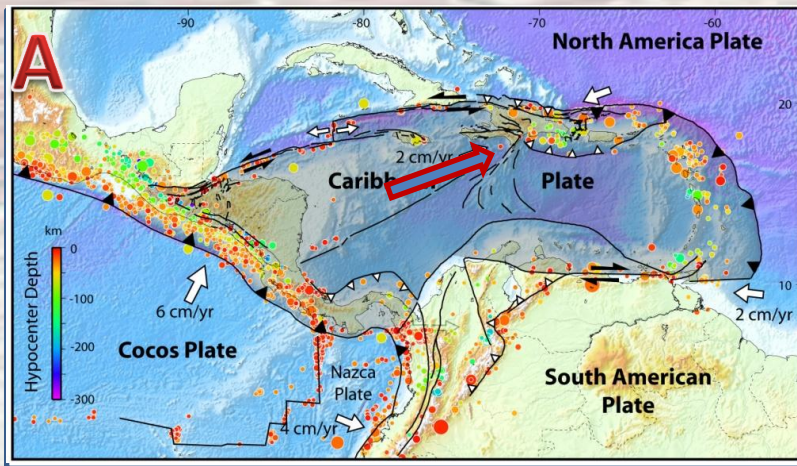 -90
-80
-70
-60
A
North America Plate
20
2 cm/yr
Plate
km
0
-100
-200
-300
Hypocenter Depth
6 cm/yr
10
2 cm/yr
Cocos Plate
Nazca
Plate
4 cm/yr
South American
Plate